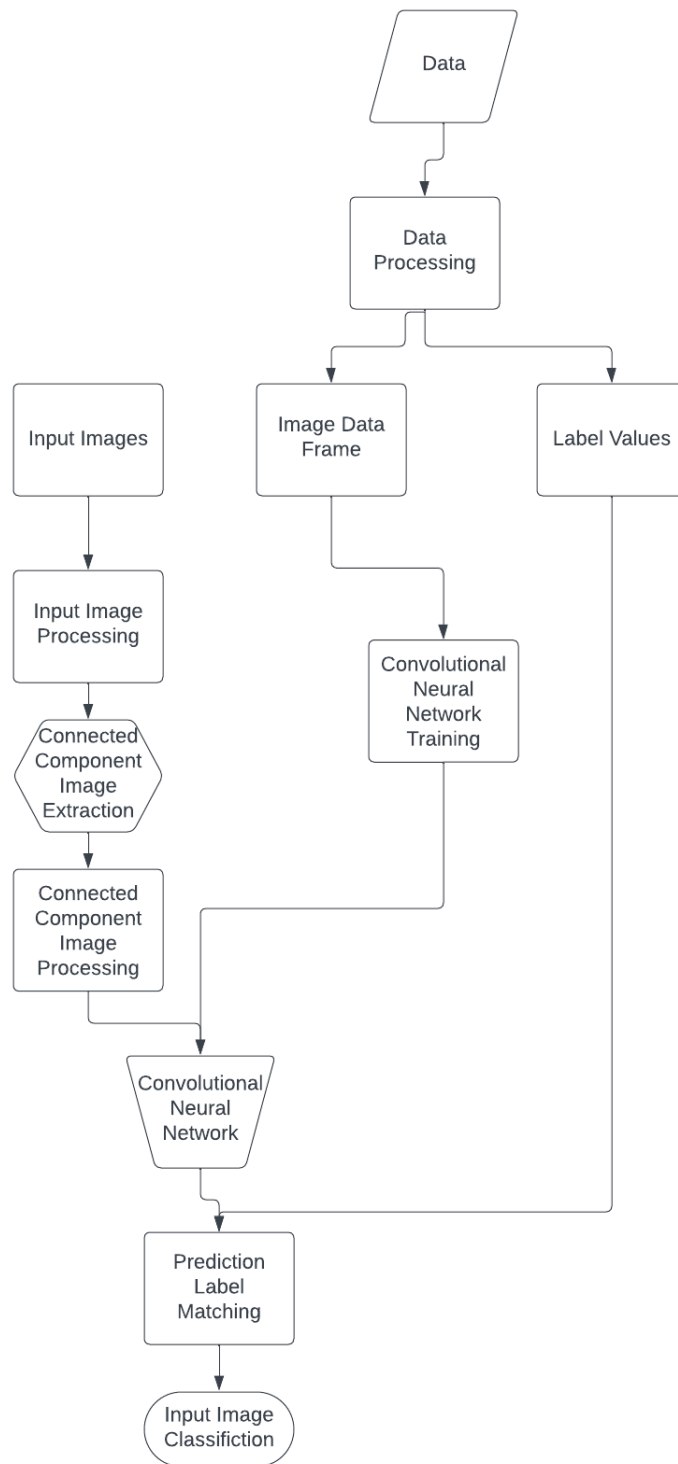 Data
Data
Processing
Input Images
Image Data
Frame
Label Values
Input Image
Processing
Convolutional
Neural
Network
Training
Connected
Component
Image
Extraction
Connected
Component
Image
Processing
Convolutional
Neural
Network
Prediction
Label
Matching
Input Image
Classifiction